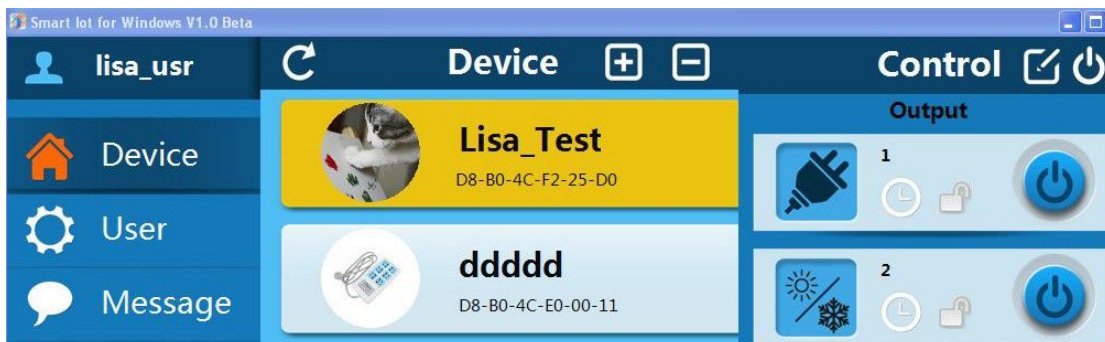 Smart Iot for Windows V1.0 Beta
lisa_usr
Device
User
Message
Device
Lisa_Test
D8-B0-4C-F2-25-D0
ddddd
D8-B0-4C-E0-00-11
Control
Output
1
2